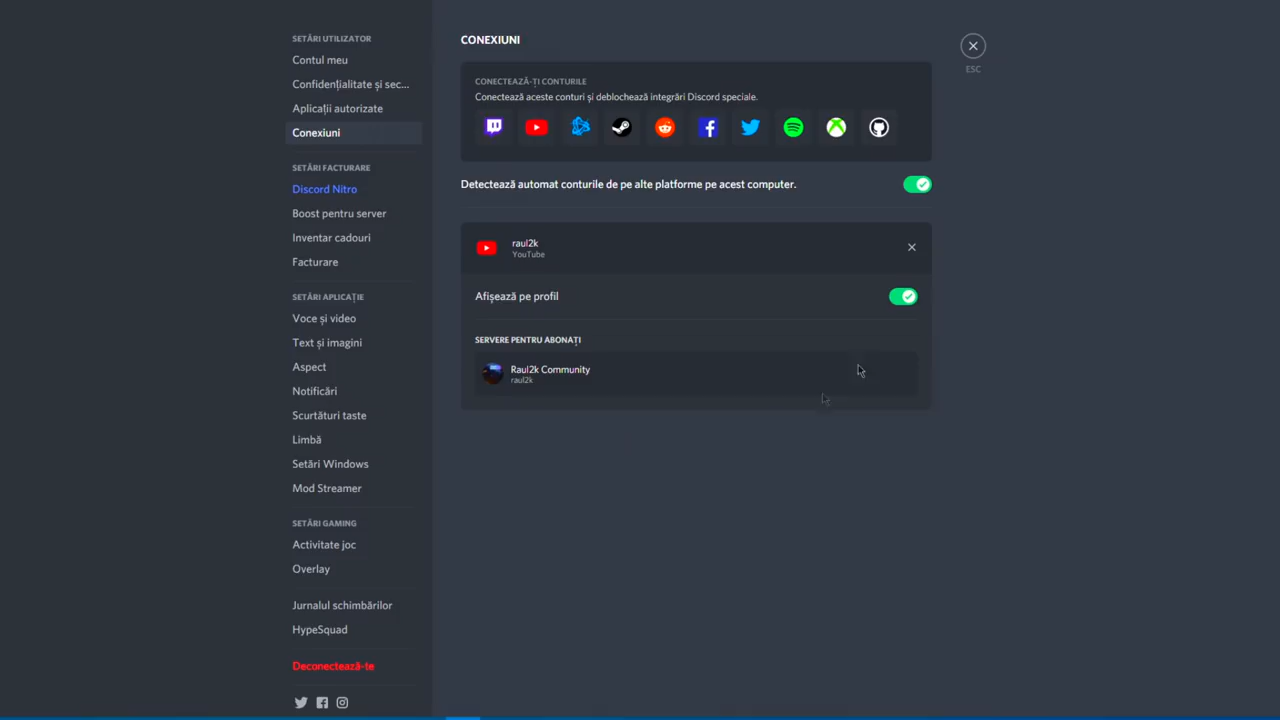 SETĂRI UTILIZATOR
Contul meu
Confidențialitate și sec...
Aplicații autorizate
Conexiuni
SETĂRI FACTURARE
Discord Nitro
Boost pentru server
Inventar cadouri
Facturare
SETĂRI APLICAȚIE
Voce și video
Text și imagini
Aspect
Notificări
Scurtături taste
Limbă
Setări Windows
Mod Streamer
SETĂRI GAMING
Activitate joc
Overlay
Jurnalul schimbărilor
HypeSquad
Deconectează-te
CONEXIUNI
CONECTEAZĂ-ȚI CONTURILE
Conectează aceste conturi și deblochează integrări Discord speciale.
Detectează automat conturile de pe alte platforme pe acest computer.
raul2k
YouTube
Afișează pe profil
SERVERE PENTRU ABONAȚI
Raul2k Community
raul2k
ESC